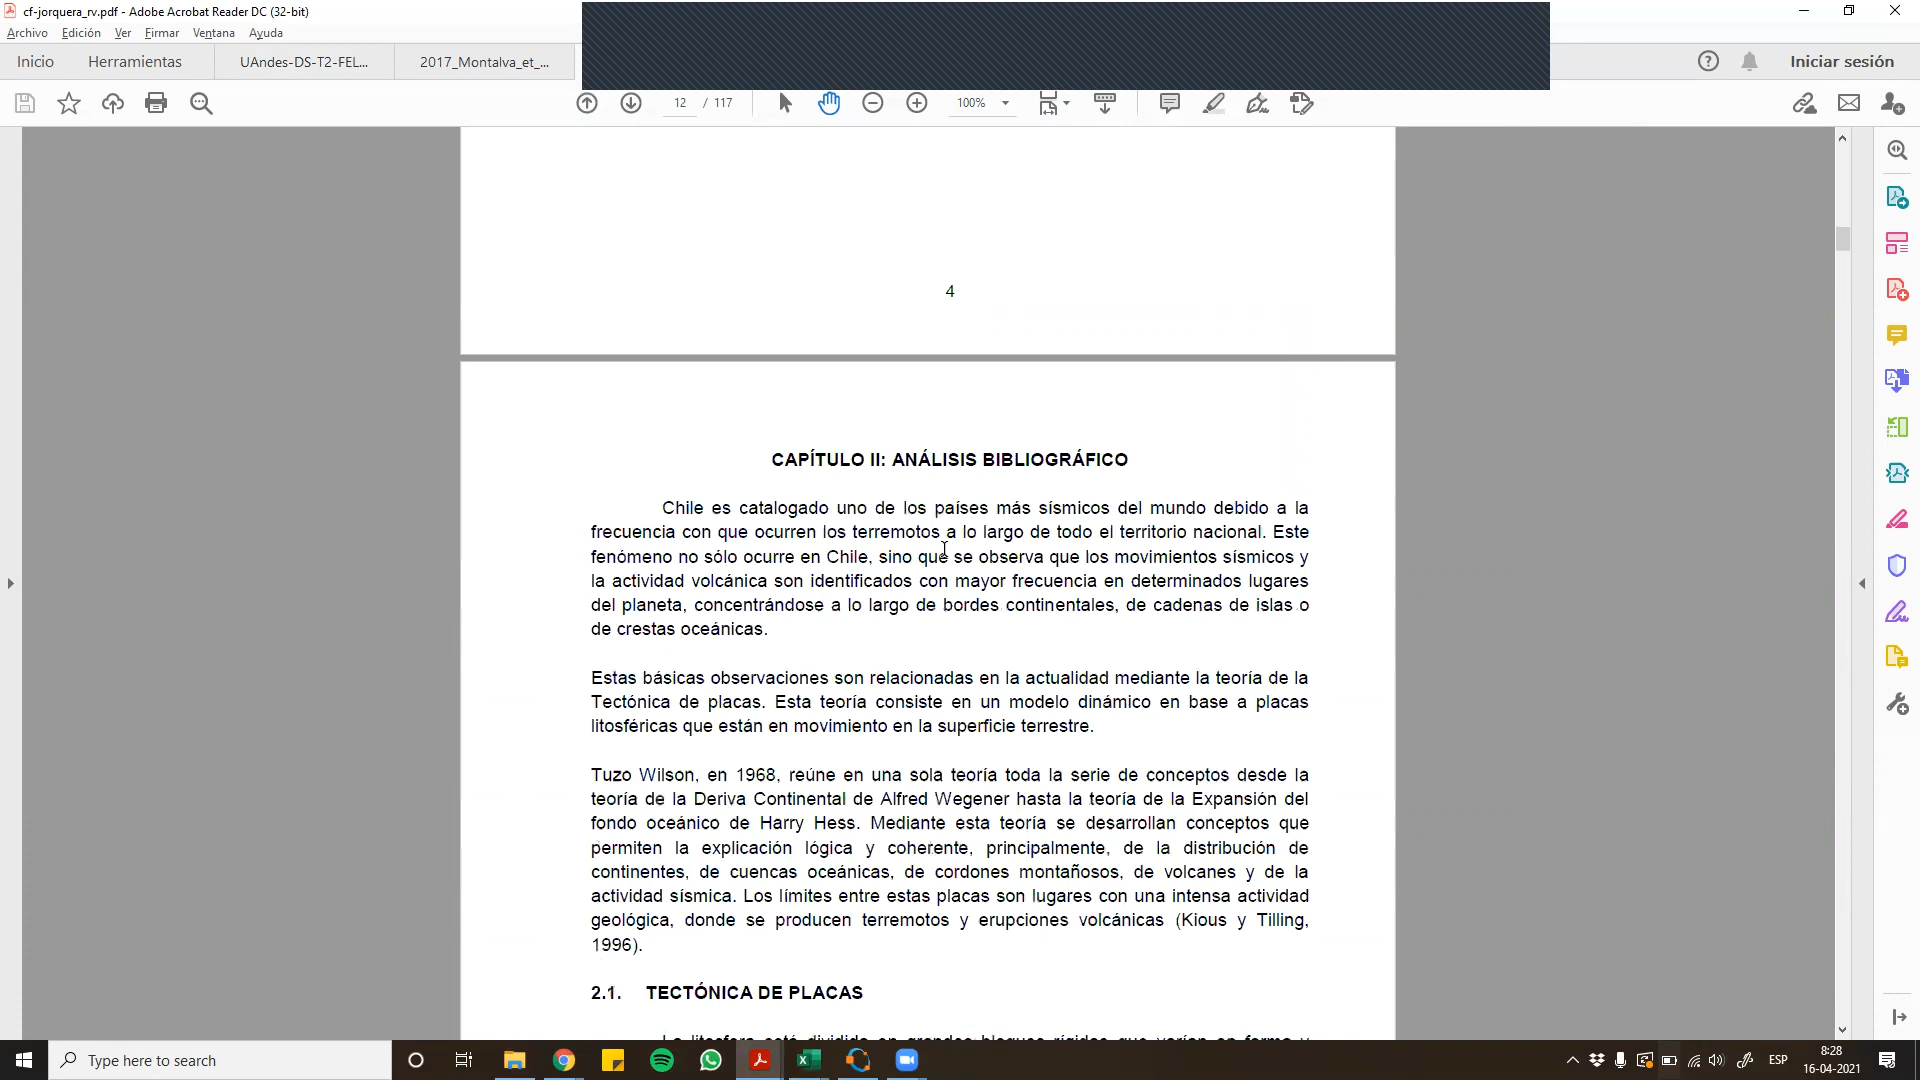 cf-jorquera_rv.pdf - Adobe Acrobat Reader DC (32-bit)
Archivo Edición Ver Firmar Ventana Ayuda
Inicio Herramientas UAndes-DS-T2-FEL... 2017_Montalva_et_... Iniciar sesión
12 / 117 100%
4
CAPÍTULO II: ANÁLISIS BIBLIOGRÁFICO
Chile es catalogado uno de los países más sísmicos del mundo debido a la
frecuencia con que ocurren los terremotos a lo largo de todo el territorio nacional. Este
fenómeno no sólo ocurre en Chile, sino que se observa que los movimientos sísmicos y
la actividad volcánica son identificados con mayor frecuencia en determinados lugares
del planeta, concentrándose a lo largo de bordes continentales, de cadenas de islas o
de crestas oceánicas.
Estas básicas observaciones son relacionadas en la actualidad mediante la teoría de la
Tectónica de placas. Esta teoría consiste en un modelo dinámico en base a placas
litosféricas que están en movimiento en la superficie terrestre.
Tuzo Wilson, en 1968, reúne en una sola teoría toda la serie de conceptos desde la
teoría de la Deriva Continental de Alfred Wegener hasta la teoría de la Expansión del
fondo oceánico de Harry Hess. Mediante esta teoría se desarrollan conceptos que
permiten la explicación lógica y coherente, principalmente, de la distribución de
continentes, de cuencas oceánicas, de cordones montañosos, de volcanes y de la
actividad sísmica. Los límites entre estas placas son lugares con una intensa actividad
geológica, donde se producen terremotos y erupciones volcánicas (Kious y Tilling,
1996).
2.1. TECTÓNICA DE PLACAS
La litosfera está dividida en grandes bloques rígidos que varían en forma y
Type here to search
ESP
8:28
16-04-2021